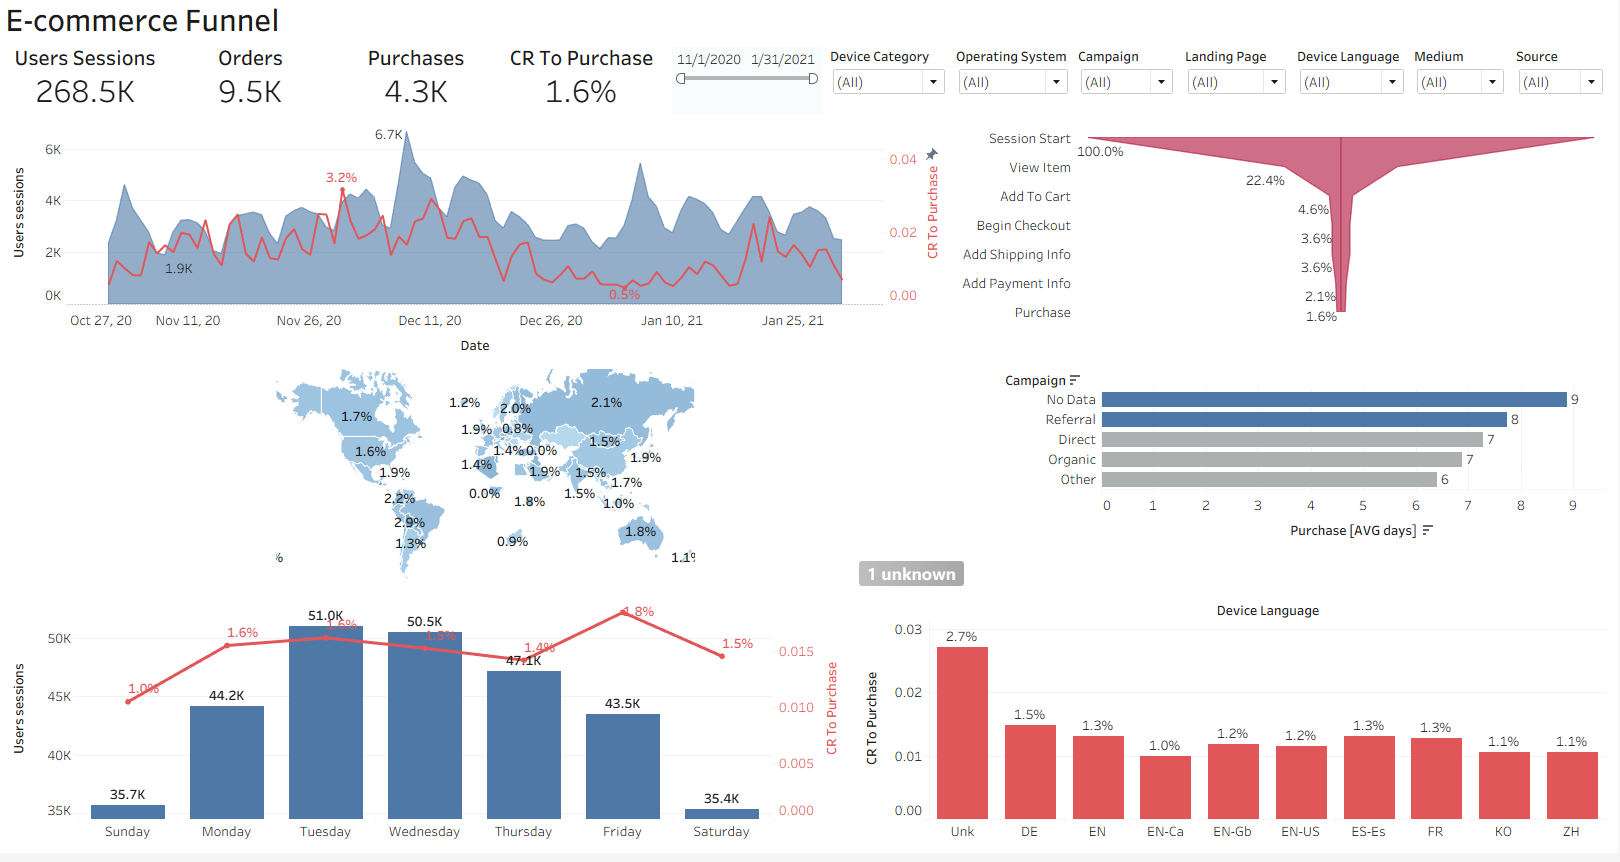 E-commerce Funnel
Users Sessions
268.5K
Orders
9.5K
Purchases
4.3K
CR To Purchase
1.6%
11/1/2020 1/31/2021
Device Category
(All)
Operating System
(All)
Campaign
(All)
Landing Page
(All)
Device Language
(All)
Medium
(All)
Source
(All)
Users sessions
6K
4K
2K
0K
6.7K
3.2%
1.9K
0.5%
0.04
0.02
0.00
CR To Purchase
Oct 27, 20 Nov 11, 20 Nov 26, 20 Dec 11, 20 Dec 26, 20 Jan 10, 21 Jan 25, 21
Date
Session Start
100.0%
View Item
22.4%
Add To Cart
4.6%
Begin Checkout
3.6%
Add Shipping Info
3.6%
Add Payment Info
2.1%
Purchase
1.6%
1.2% 2.0% 2.1%
1.7%
1.9% 0.8%
1.6% 1.4% 0.0% 1.5%
1.9% 1.4% 1.9% 1.5% 1.9%
2.2% 0.0% 1.8% 1.5% 1.7%
1.0%
2.9% 1.8%
1.3% 0.9%
% 1.1%
Campaign
No Data 9
Referral 8
Direct 7
Organic 7
Other 6
0 1 2 3 4 5 6 7 8 9
Purchase [AVG days]
1 unknown
Users sessions
50K
45K
40K
35K
1.0% 1.6% 1.6% 1.5% 1.4% 1.8% 1.5%
35.7K 44.2K 51.0K 50.5K 47.1K 43.5K 35.4K
0.015
0.010
0.005
0.000
CR To Purchase
Sunday Monday Tuesday Wednesday Thursday Friday Saturday
Device Language
CR To Purchase
0.03
0.02
0.01
0.00
2.7% 1.5% 1.3% 1.0% 1.2% 1.2% 1.3% 1.3% 1.1% 1.1%
Unk DE EN EN-Ca EN-Gb EN-US ES-Es FR KO ZH